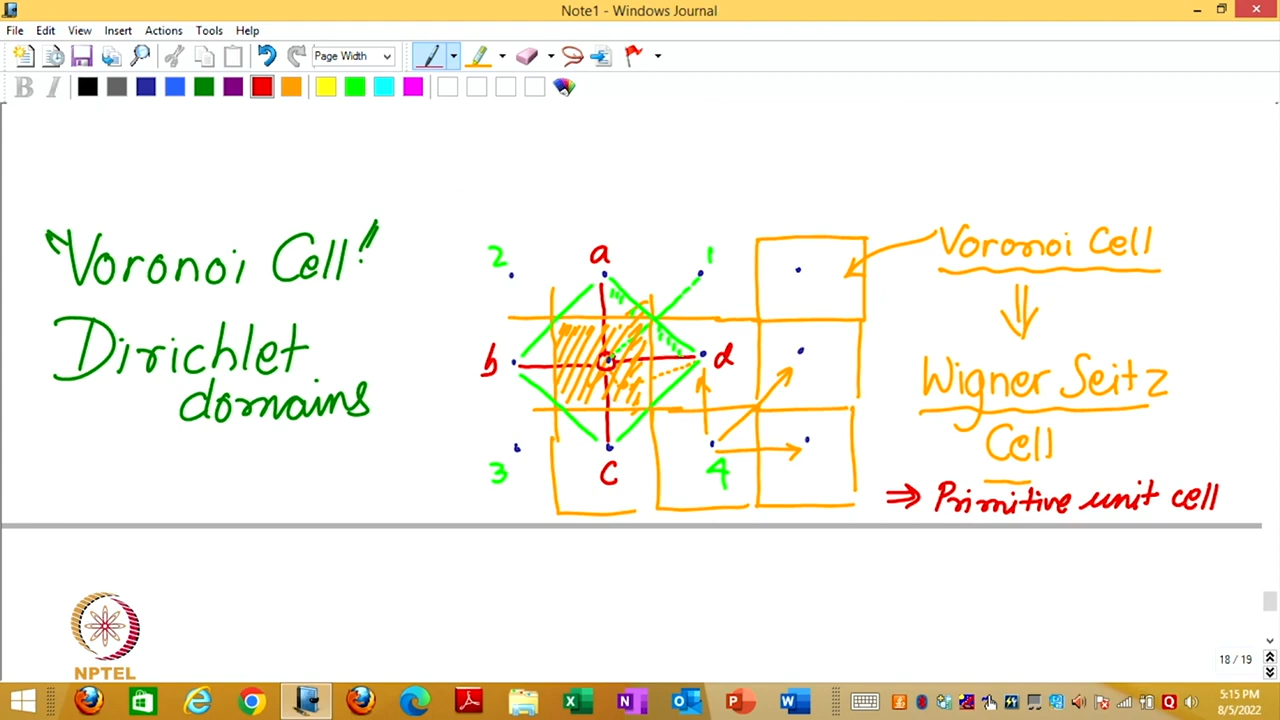 Note1 - Windows Journal
File Edit View Insert Actions Tools Help
Page Width
B I
"Voronoi Cell"
Dirichlet
domains
2 a 1
b d
3 c 4
Voronoi Cell
⇓
Wigner Seitz
Cell
⇒ Primitive unit cell
NPTEL
18 / 19
5:15 PM
8/5/2022